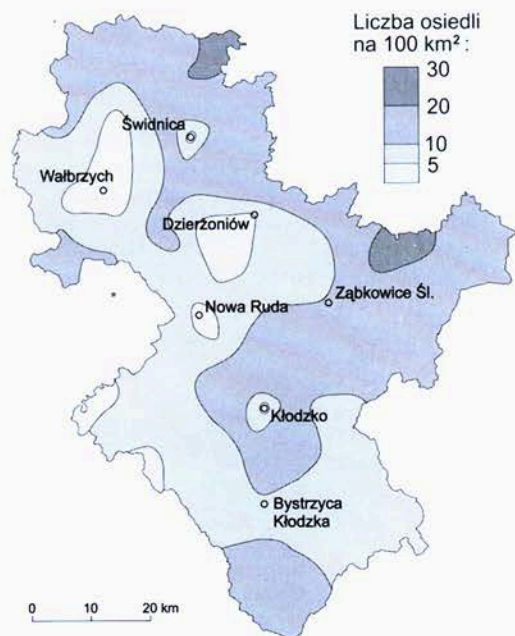 Liczba osiedli
na 100 km² :
30
20
10
5
Świdnica
Wałbrzych
Dzierżoniów
Ząbkowice Śl.
Nowa Ruda
Kłodzko
Bystrzyca
Kłodzka
0 10 20 km